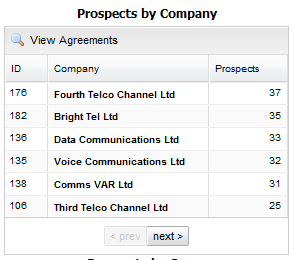 Prospects by Company
View Agreements
ID Company Prospects
176 Fourth Telco Channel Ltd 37
182 Bright Tel Ltd 35
136 Data Communications Ltd 33
135 Voice Communications Ltd 32
138 Comms VAR Ltd 31
106 Third Telco Channel Ltd 25
< prev next >